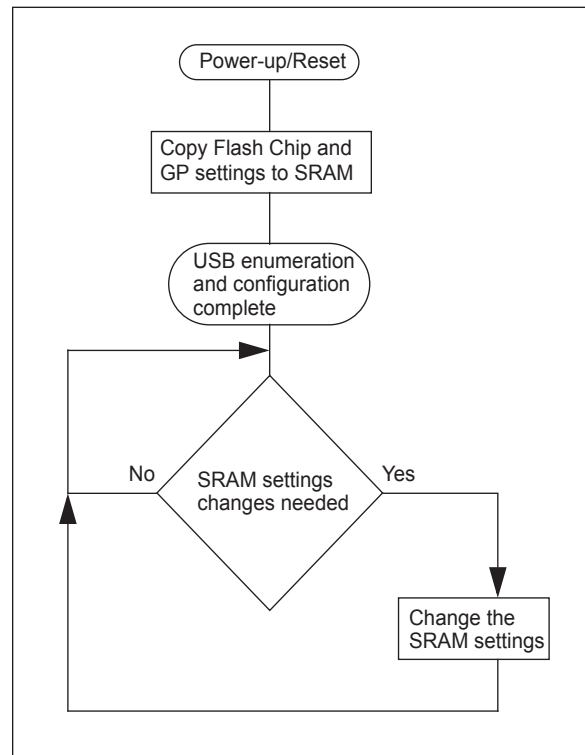 Power-up/Reset
Copy Flash Chip and
GP settings to SRAM
USB enumeration
and configuration
complete
No
SRAM settings
changes needed
Yes
Change the
SRAM settings